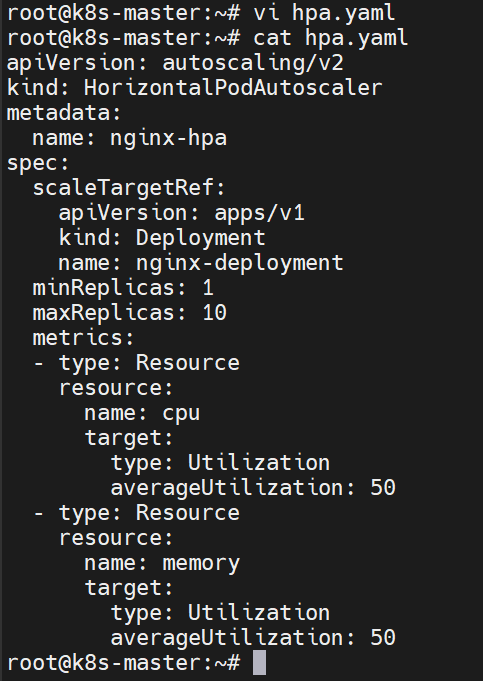 root@k8s-master:~# vi hpa.yaml
root@k8s-master:~# cat hpa.yaml
apiVersion: autoscaling/v2
kind: HorizontalPodAutoscaler
metadata:
  name: nginx-hpa
spec:
  scaleTargetRef:
    apiVersion: apps/v1
    kind: Deployment
    name: nginx-deployment
  minReplicas: 1
  maxReplicas: 10
  metrics:
  - type: Resource
    resource:
      name: cpu
      target:
        type: Utilization
        averageUtilization: 50
  - type: Resource
    resource:
      name: memory
      target:
        type: Utilization
        averageUtilization: 50
root@k8s-master:~#